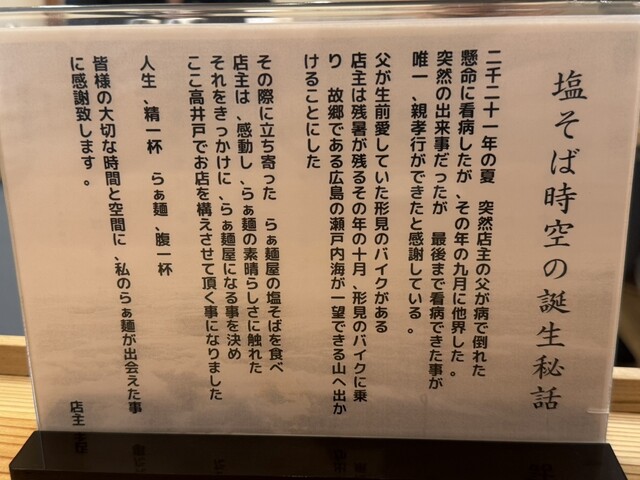 塩そば時空の誕生秘話
二千二十一年の夏　突然店主の父が病で倒れた
懸命に看病したが、その年の九月に他界した。
突然の出来事だったが　最後まで看病できた事が
唯一、親孝行ができたと感謝している。
父が生前愛していた形見のバイクがある
店主は残暑が残るその年の十月、形見のバイクに乗
り　故郷である広島の瀬戸内海が一望できる山へ出か
けることにした
その際に立ち寄った　らぁ麺屋の塩そばを食べ
店主は、感動し、らぁ麺の素晴らしさに触れた
それをきっかけに、らぁ麺屋になる事を決め
ここ高井戸でお店を構えさせて頂く事になりました
人生、精一杯　らぁ麺、腹一杯
皆様の大切な時間と空間に、私のらぁ麺が出会えた事
に感謝致します。
店主